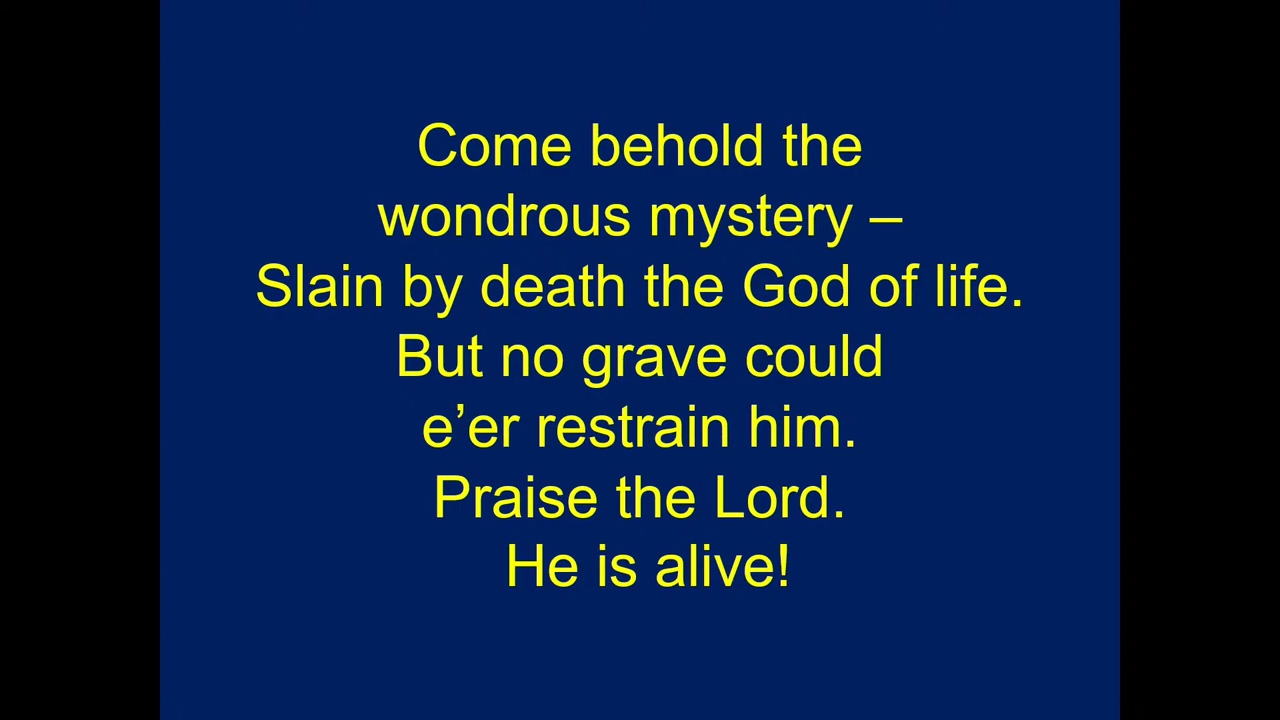 Come behold the
wondrous mystery –
Slain by death the God of life.
But no grave could
e’er restrain him.
Praise the Lord.
He is alive!